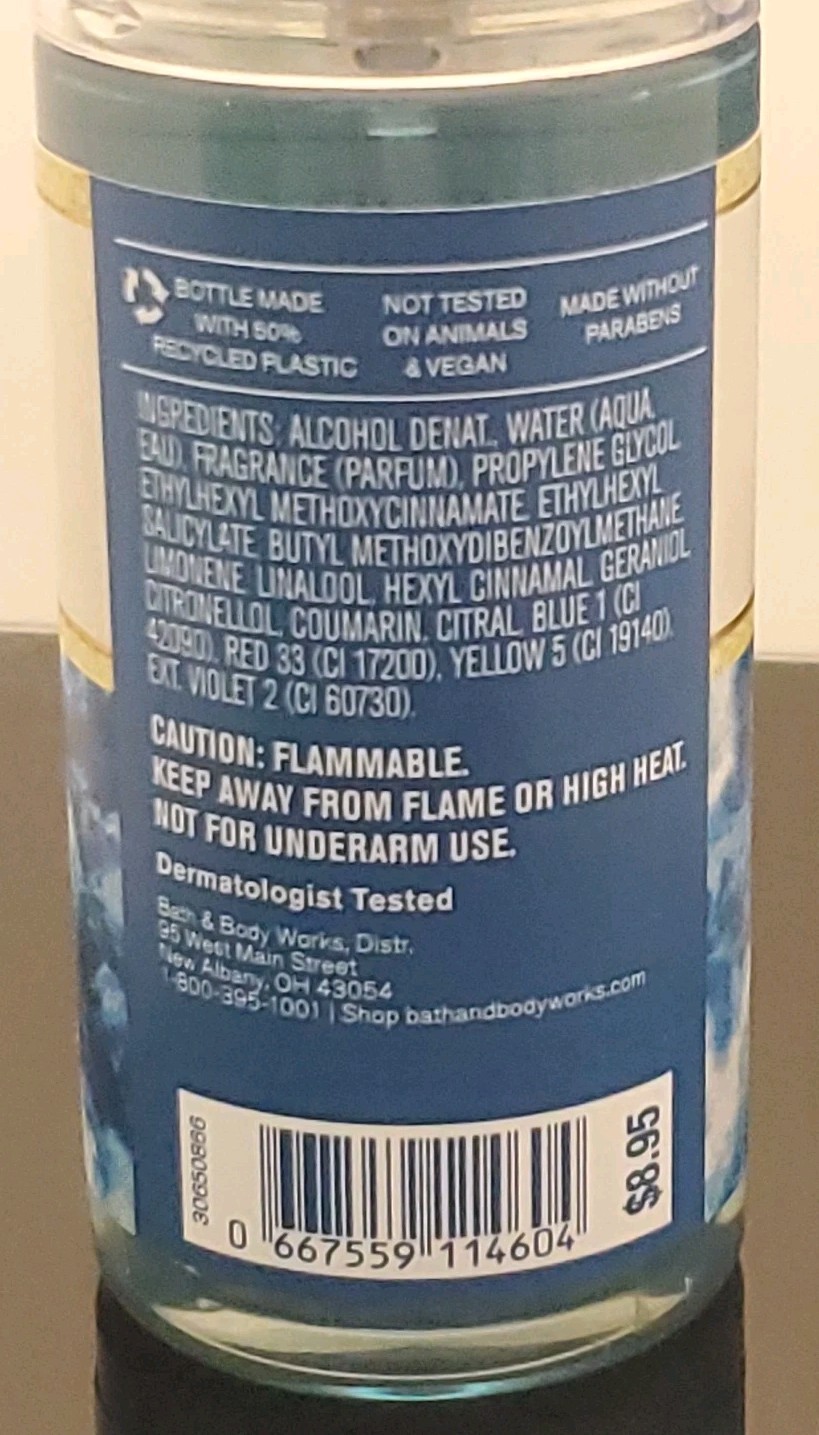 BOTTLE MADE
WITH 50%
RECYCLED PLASTIC
NOT TESTED
ON ANIMALS
& VEGAN
MADE WITHOUT
PARABENS
INGREDIENTS: ALCOHOL DENAT., WATER (AQUA,
EAU), FRAGRANCE (PARFUM), PROPYLENE GLYCOL,
ETHYLHEXYL METHOXYCINNAMATE, ETHYLHEXYL
SALICYLATE, BUTYL METHOXYDIBENZOYLMETHANE,
LIMONENE, LINALOOL, HEXYL CINNAMAL, GERANIOL,
CITRONELLOL, COUMARIN, CITRAL, BLUE 1 (CI
42090), RED 33 (CI 17200), YELLOW 5 (CI 19140),
EXT. VIOLET 2 (CI 60730).
CAUTION: FLAMMABLE.
KEEP AWAY FROM FLAME OR HIGH HEAT.
NOT FOR UNDERARM USE.
Dermatologist Tested
Bath & Body Works, Distr.
95 West Main Street
New Albany, OH 43054
1-800-395-1001 | Shop bathandbodyworks.com
30650866
$8.95
0 667559 114604